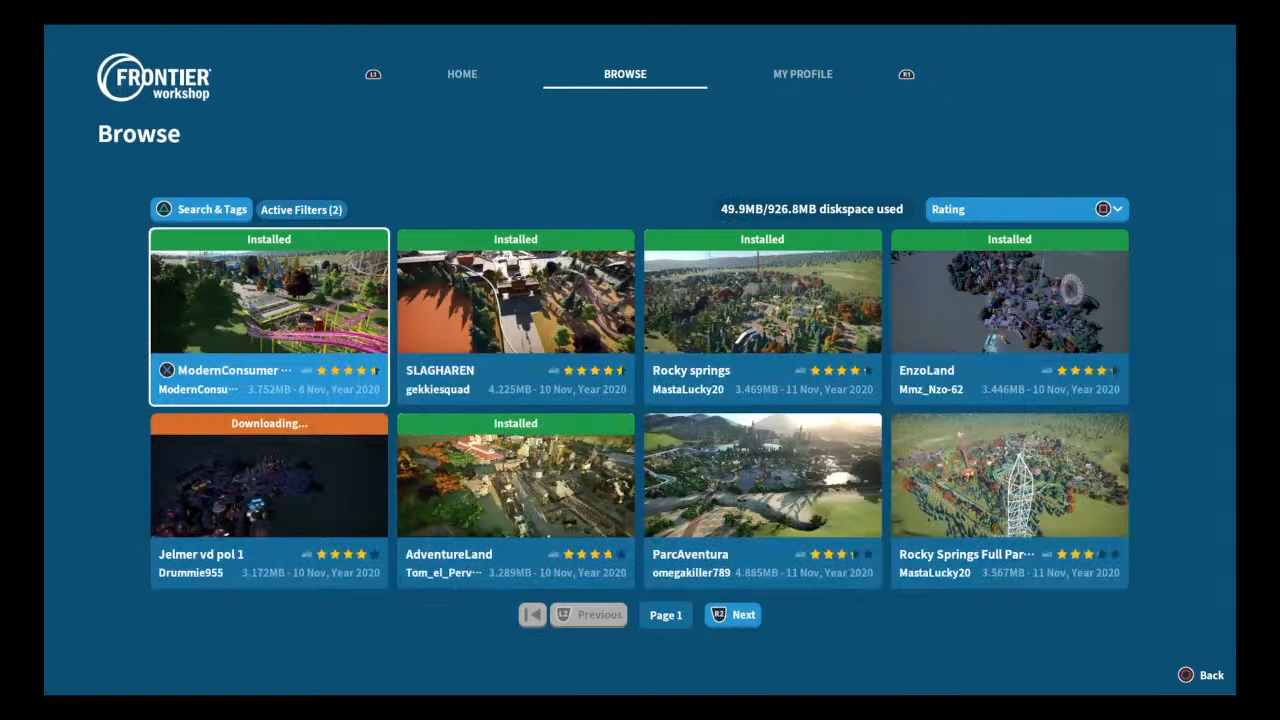 FRONTIER
workshop
L1
HOME
BROWSE
MY PROFILE
R1
Browse
Search & Tags
Active Filters (2)
49.9MB/926.8MB diskspace used
Rating
Installed
Installed
Installed
Installed
ModernConsumer ···
SLAGHAREN
Rocky springs
EnzoLand
ModernConsu··· 3.752MB - 8 Nov, Year 2020
gekkiesquad 4.225MB - 10 Nov, Year 2020
MastaLucky20 3.469MB - 11 Nov, Year 2020
Mmz_Nzo-62 3.446MB - 10 Nov, Year 2020
Downloading...
Installed
Jelmer vd pol 1
AdventureLand
ParcAventura
Rocky Springs Full Par···
Drummie955 3.172MB - 10 Nov, Year 2020
Tom_el_Perv··· 3.289MB - 10 Nov, Year 2020
omegakiller789 4.885MB - 11 Nov, Year 2020
MastaLucky20 3.567MB - 11 Nov, Year 2020
L2 Previous
Page 1
R2 Next
Back